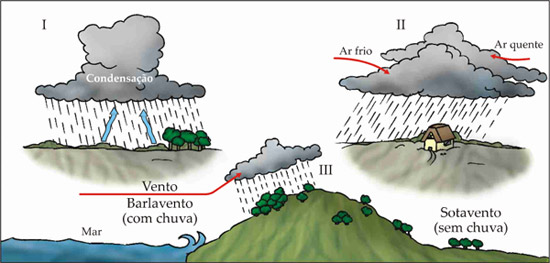 I
Condensação
II
Ar frio
Ar quente
III
Vento
Barlavento
(com chuva)
Sotavento
(sem chuva)
Mar